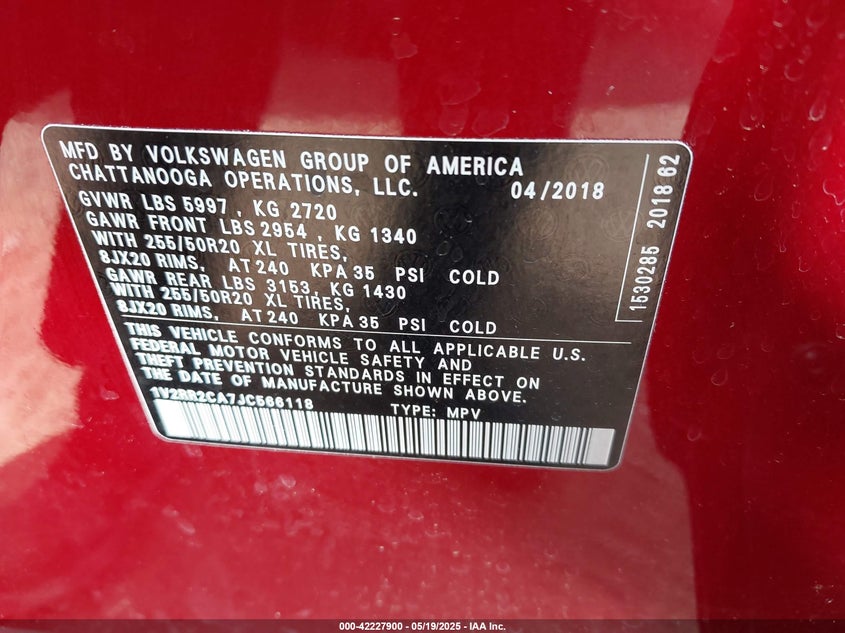 MFD BY VOLKSWAGEN GROUP OF AMERICA
CHATTANOOGA OPERATIONS, LLC. 04/2018
GVWR LBS 5997 , KG 2720
GAWR FRONT LBS 2954 , KG 1340
WITH 255/50R20 XL TIRES,
8JX20 RIMS, AT 240 KPA 35 PSI COLD
GAWR REAR LBS 3153, KG 1430
WITH 255/50R20 XL TIRES,
8JX20 RIMS, AT 240 KPA 35 PSI COLD
THIS VEHICLE CONFORMS TO ALL APPLICABLE U.S.
FEDERAL MOTOR VEHICLE SAFETY AND
THEFT PREVENTION STANDARDS IN EFFECT ON
THE DATE OF MANUFACTURE SHOWN ABOVE.
1V2RR2CA7JC566118 TYPE: MPV
1530285 2018 62
000-42227900 - 05/19/2025 - IAA Inc.